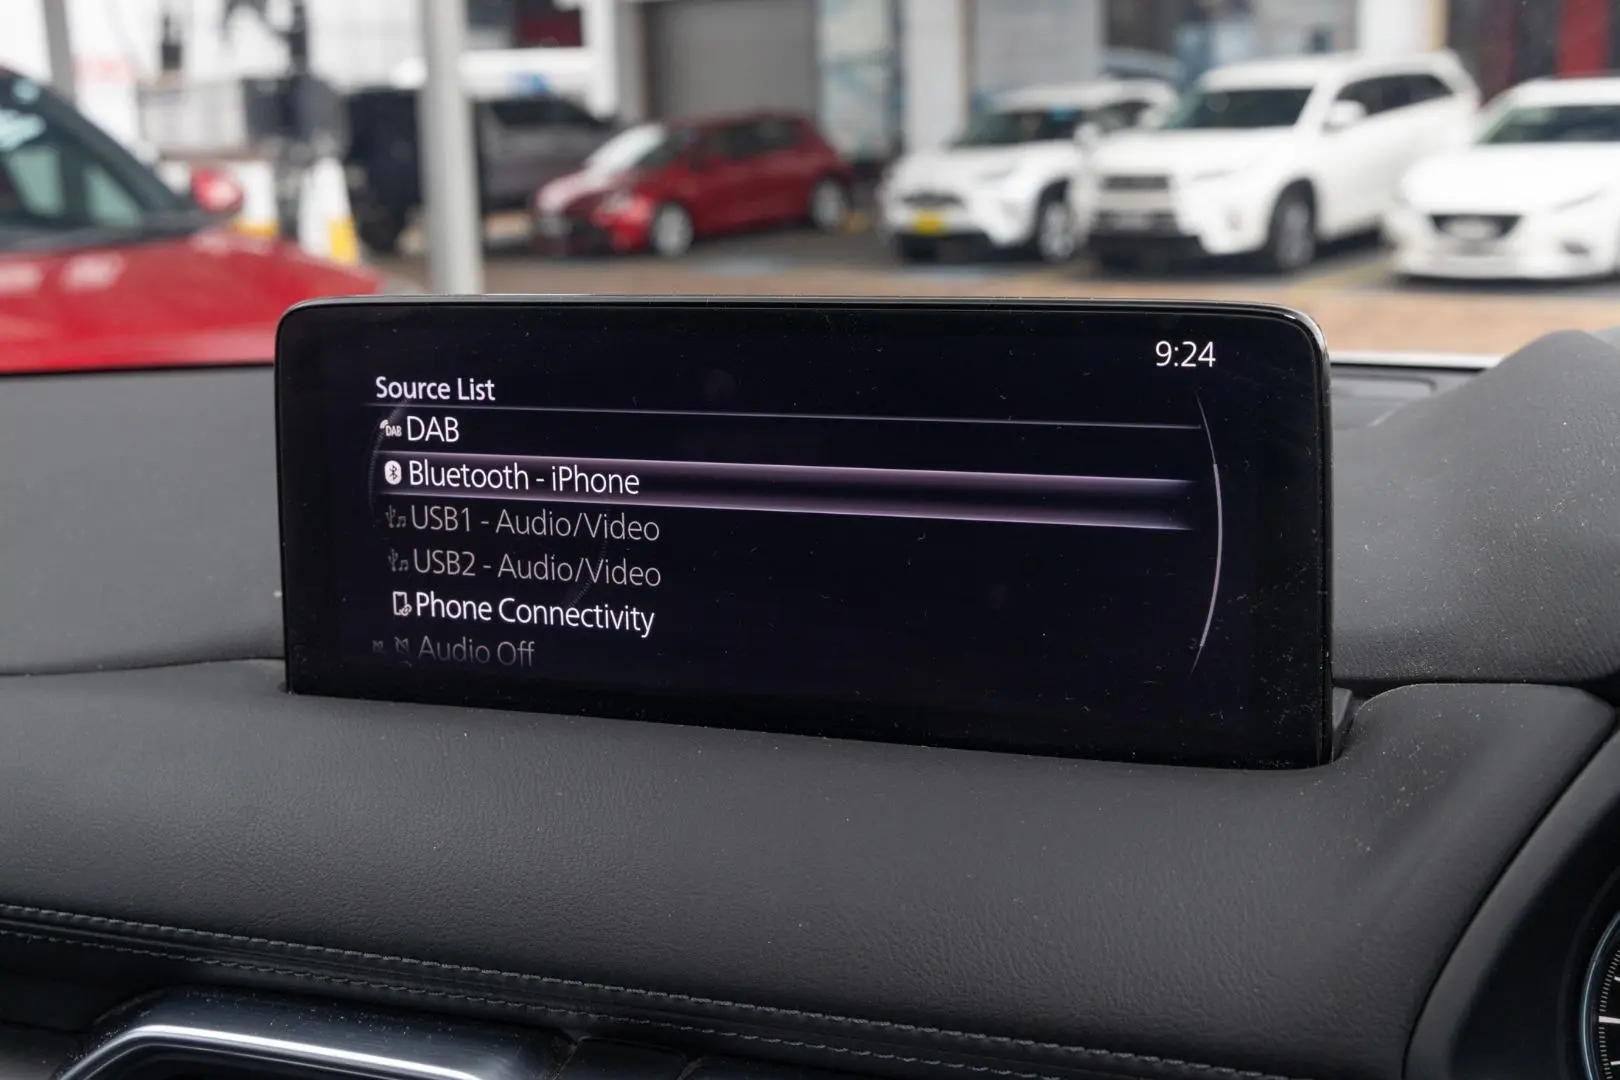 9:24
Source List
DAB DAB
Bluetooth - iPhone
USB1 - Audio/Video
USB2 - Audio/Video
Phone Connectivity
Audio Off